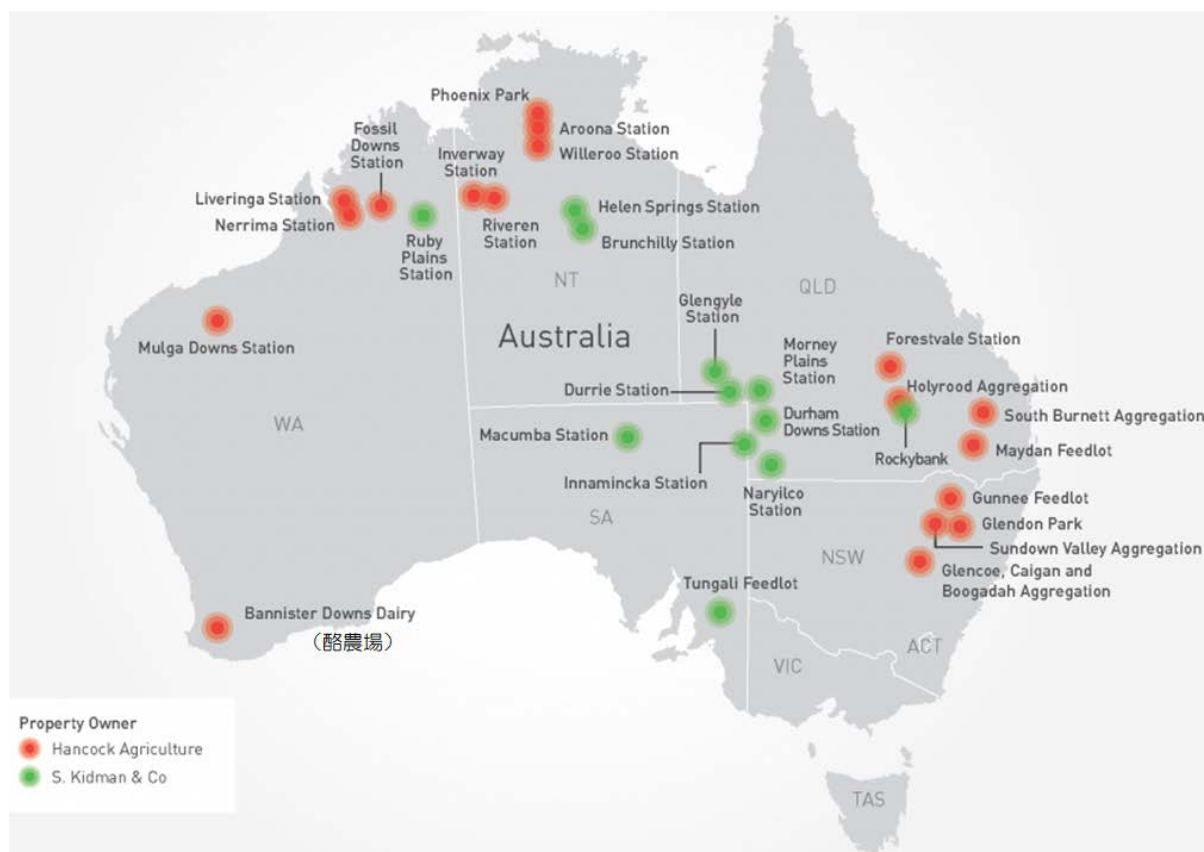 Phoenix Park
Aroona Station
Willeroo Station
Fossil
Downs
Station
Inverway
Station
Liveringa Station
Nerrima Station
Ruby
Plains
Station
Riveren
Station
Helen Springs Station
Brunchilly Station
NT
QLD
Glengyle
Station
Mulga Downs Station
Australia
Morney
Plains
Station
Forestvale Station
Durrie Station
Holyrood Aggregation
WA
Macumba Station
Durham
Downs Station
South Burnett Aggregation
Rockybank
Maydan Feedlot
Innamincka Station
Naryilco
Station
SA
Gunnee Feedlot
Glendon Park
NSW
Sundown Valley Aggregation
Glencoe, Caigan and
Boogadah Aggregation
Tungali Feedlot
Bannister Downs Dairy
（酪農場）
ACT
VIC
TAS
Property Owner
Hancock Agriculture
S. Kidman & Co